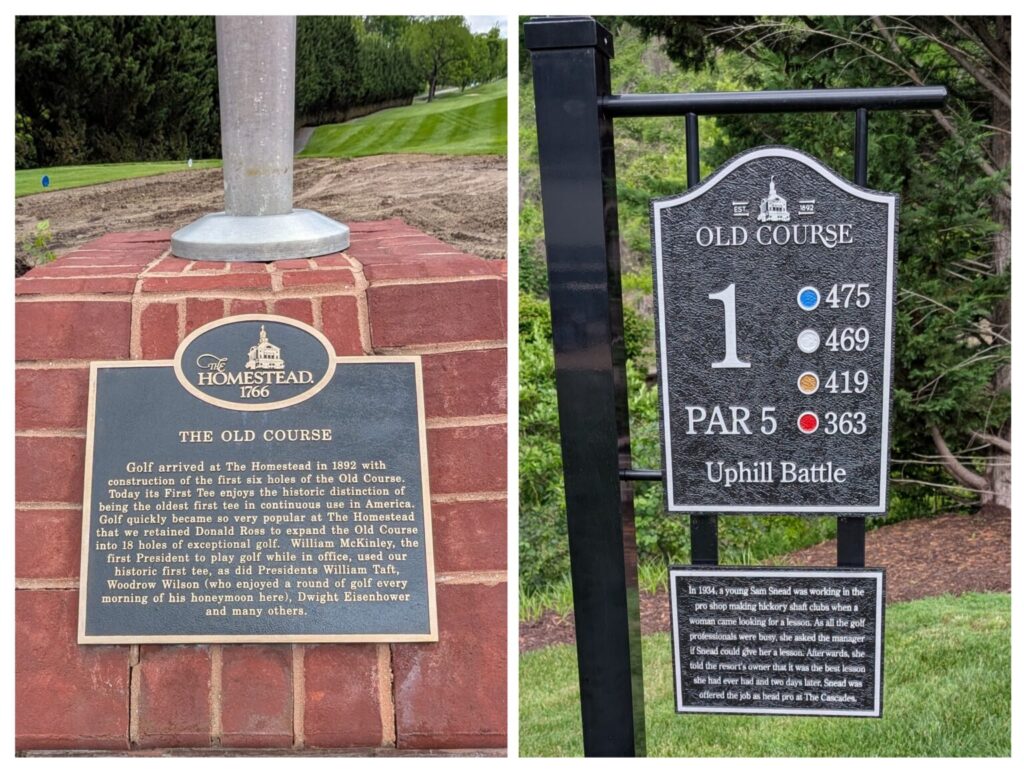 The
HOMESTEAD.
1766
THE OLD COURSE
Golf arrived at The Homestead in 1892 with
construction of the first six holes of the Old Course.
Today its First Tee enjoys the historic distinction of
being the oldest first tee in continuous use in America.
Golf quickly became so very popular at The Homestead
that we retained Donald Ross to expand the Old Course
into 18 holes of exceptional golf. William McKinley, the
first President to play golf while in office, used our
historic first tee, as did Presidents William Taft,
Woodrow Wilson (who enjoyed a round of golf every
morning of his honeymoon here), Dwight Eisenhower
and many others.
EST. 1892
OLD COURSE
1
475
469
419
PAR 5 363
Uphill Battle
In 1934, a young Sam Snead was working in the
pro shop making hickory shaft clubs when a
woman came looking for a lesson. As all the golf
professionals were busy, she asked the manager
if Snead could give her a lesson. Afterwards, she
told the resort's owner that it was the best lesson
she had ever had and two days later, Snead was
offered the job as head pro at The Cascades.